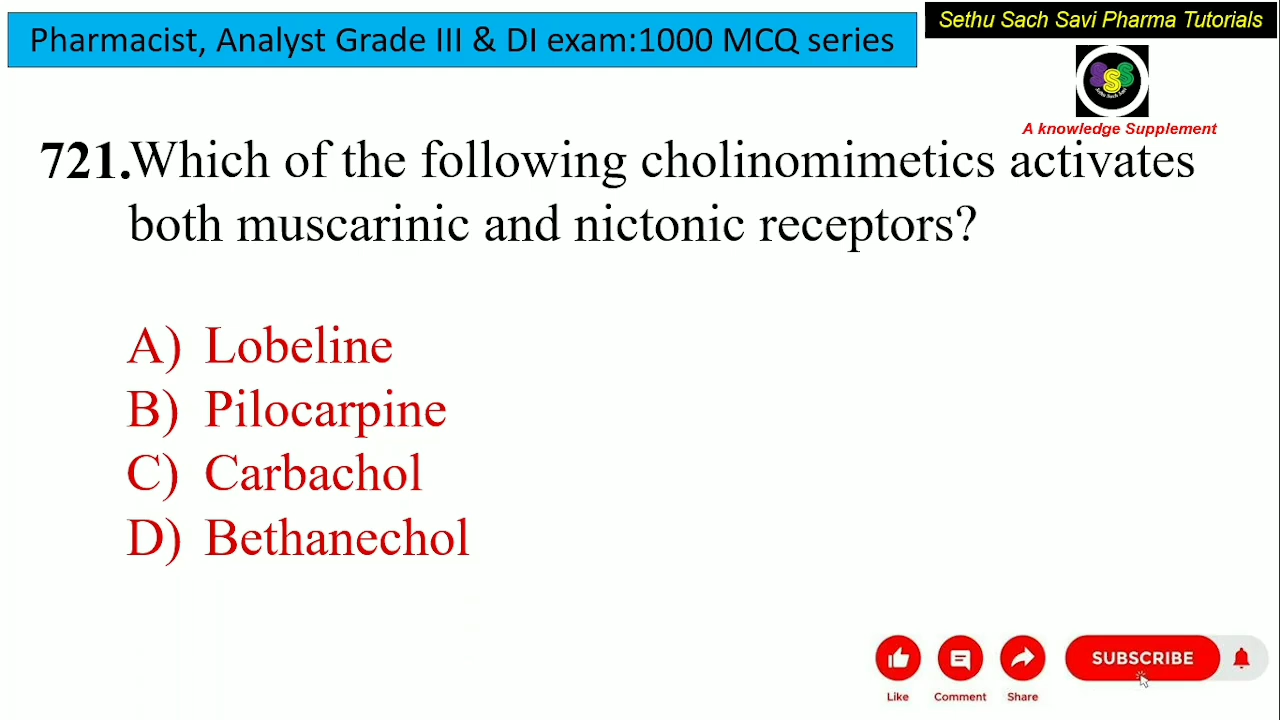 Pharmacist, Analyst Grade III & DI exam:1000 MCQ series
Sethu Sach Savi Pharma Tutorials
SSS
A knowledge Supplement
721.Which of the following cholinomimetics activates
both muscarinic and nictonic receptors?
A) Lobeline
B) Pilocarpine
C) Carbachol
D) Bethanechol
Like
Comment
Share
SUBSCRIBE